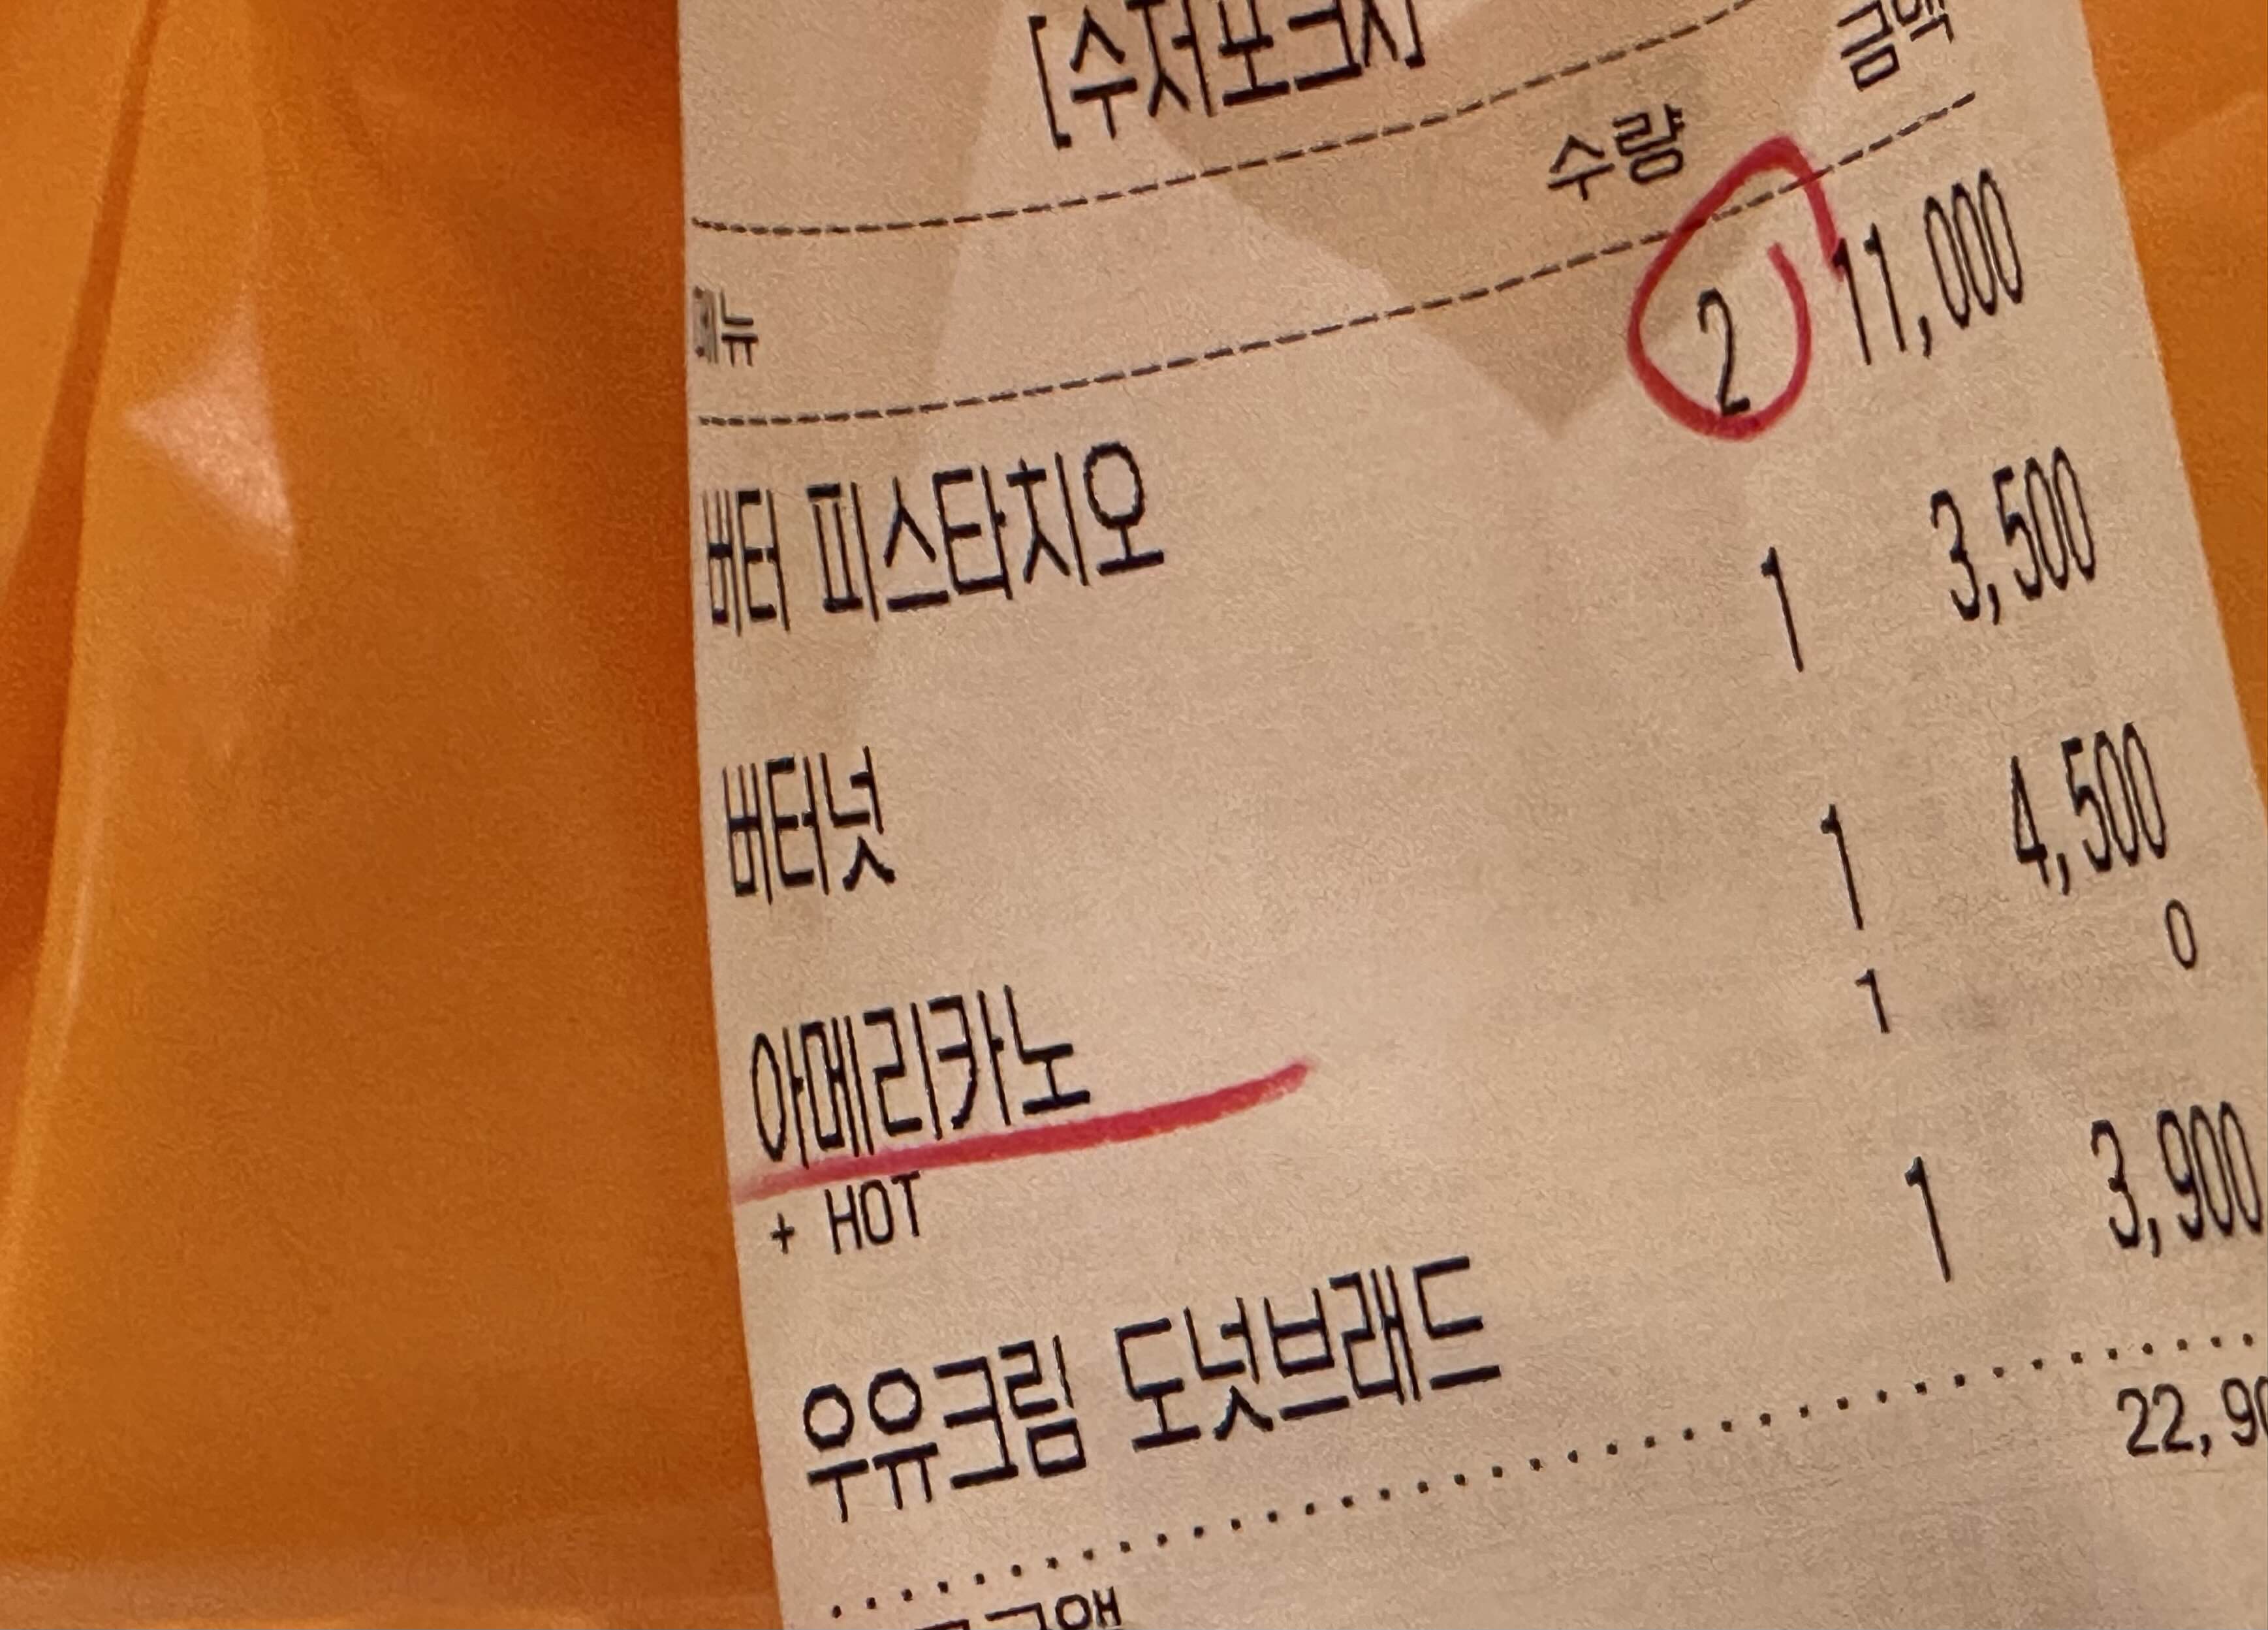 [수저포크X]
메뉴 수량 금액
버터 피스타치오 2 11,000
버터넛 1 3,500
아메리카노 1 4,500
+ HOT 1 0
우유크림 도넛브래드 1 3,900
22,90